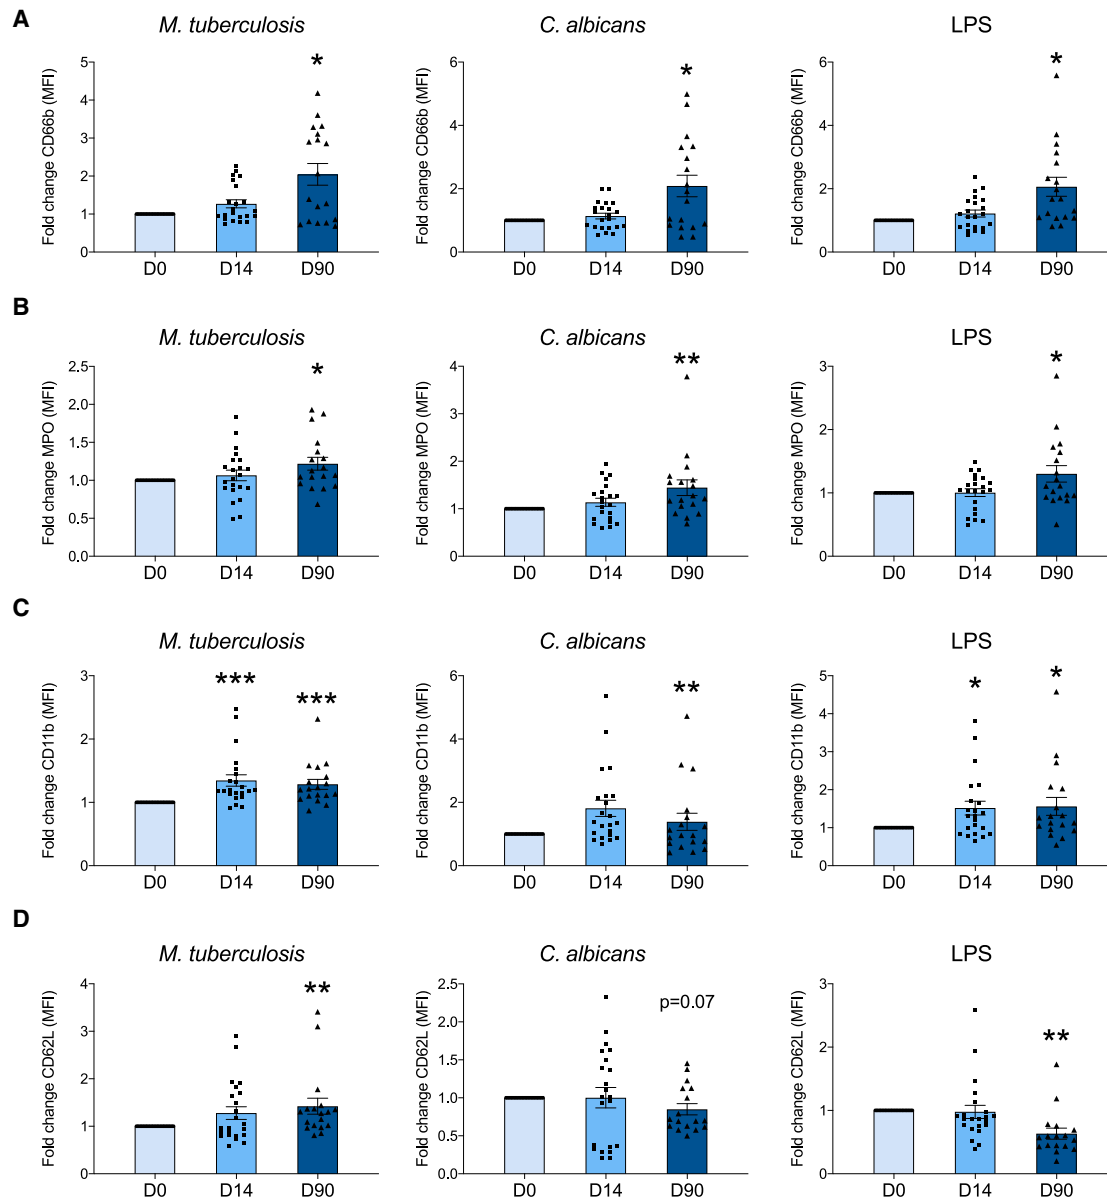 A
M. tuberculosis
C. albicans
LPS
Fold change CD66b (MFI)
5
4
3
2
1
0
*
D0 D14 D90
Fold change CD66b (MFI)
6
4
2
0
*
D0 D14 D90
Fold change CD66b (MFI)
6
4
2
0
*
D0 D14 D90
B
M. tuberculosis
C. albicans
LPS
Fold change MPO (MFI)
2.5
2.0
1.5
1.0
0.5
0.0
*
D0 D14 D90
Fold change MPO (MFI)
4
3
2
1
0
**
D0 D14 D90
Fold change MPO (MFI)
3
2
1
0
*
D0 D14 D90
C
M. tuberculosis
C. albicans
LPS
Fold change CD11b (MFI)
3
2
1
0
*** ***
D0 D14 D90
Fold change CD11b (MFI)
6
4
2
0
**
D0 D14 D90
Fold change CD11b (MFI)
5
4
3
2
1
0
* *
D0 D14 D90
D
M. tuberculosis
C. albicans
LPS
Fold change CD62L (MFI)
4
3
2
1
0
**
D0 D14 D90
Fold change CD62L (MFI)
2.5
2.0
1.5
1.0
0.5
0.0
p=0.07
D0 D14 D90
Fold change CD62L (MFI)
3
2
1
0
**
D0 D14 D90